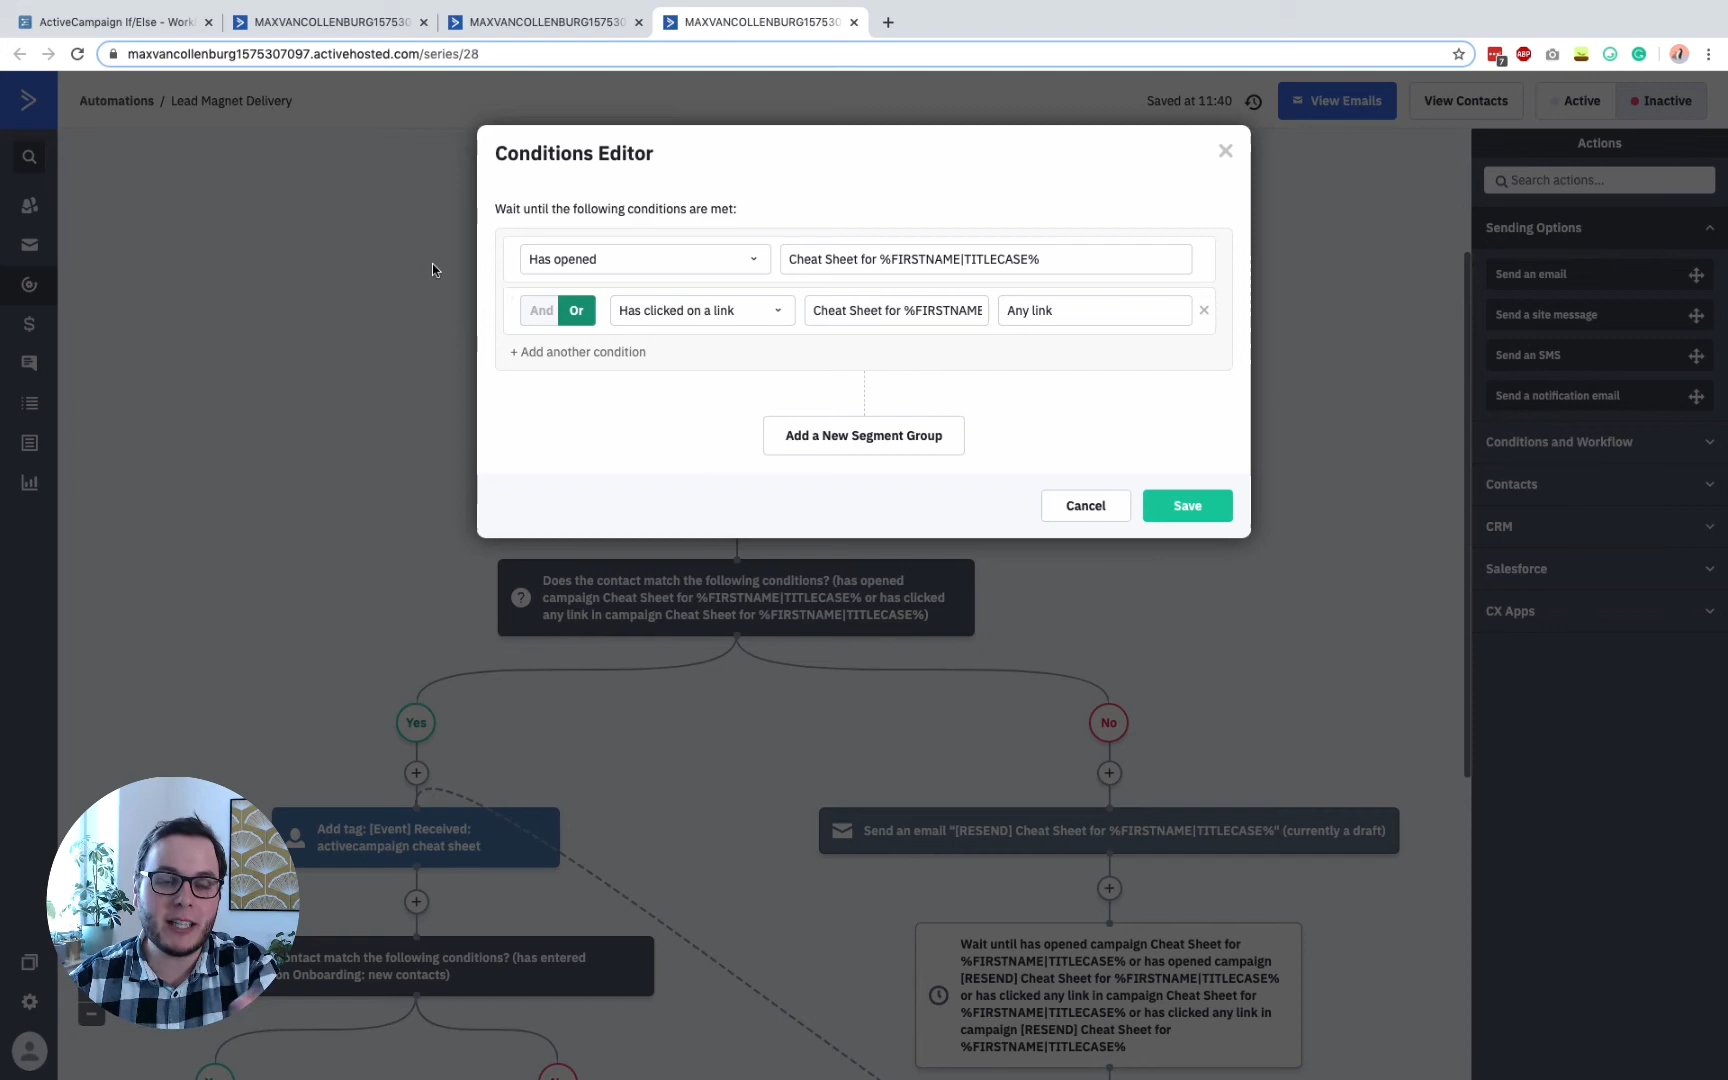 ActiveCampaign If/Else - Work
MAXVANCOLLENBURG157530
MAXVANCOLLENBURG157530
MAXVANCOLLENBURG157530
maxvancollenburg1575307097.activehosted.com/series/28
7
ABP
Automations / Lead Magnet Delivery
Saved at 11:40
View Emails
View Contacts
Active
Inactive
Conditions Editor
Wait until the following conditions are met:
Has opened
Cheat Sheet for %FIRSTNAME|TITLECASE%
And
Or
Has clicked on a link
Cheat Sheet for %FIRSTNAME
Any link
+ Add another condition
Add a New Segment Group
Cancel
Save
Actions
Search actions...
Sending Options
Send an email
Send a site message
Send an SMS
Send a notification email
Conditions and Workflow
Contacts
CRM
Salesforce
CX Apps
Does the contact match the following conditions? (has opened
campaign Cheat Sheet for %FIRSTNAME|TITLECASE% or has clicked
any link in campaign Cheat Sheet for %FIRSTNAME|TITLECASE%)
Yes
No
Add tag: [Event] Received:
activecampaign cheat sheet
Send an email "[RESEND] Cheat Sheet for %FIRSTNAME|TITLECASE%" (currently a draft)
contact match the following conditions? (has entered
on Onboarding: new contacts)
Wait until has opened campaign Cheat Sheet for
%FIRSTNAME|TITLECASE% or has opened campaign
[RESEND] Cheat Sheet for %FIRSTNAME|TITLECASE%
or has clicked any link in campaign Cheat Sheet for
%FIRSTNAME|TITLECASE% or has clicked any link in
campaign [RESEND] Cheat Sheet for
%FIRSTNAME|TITLECASE%